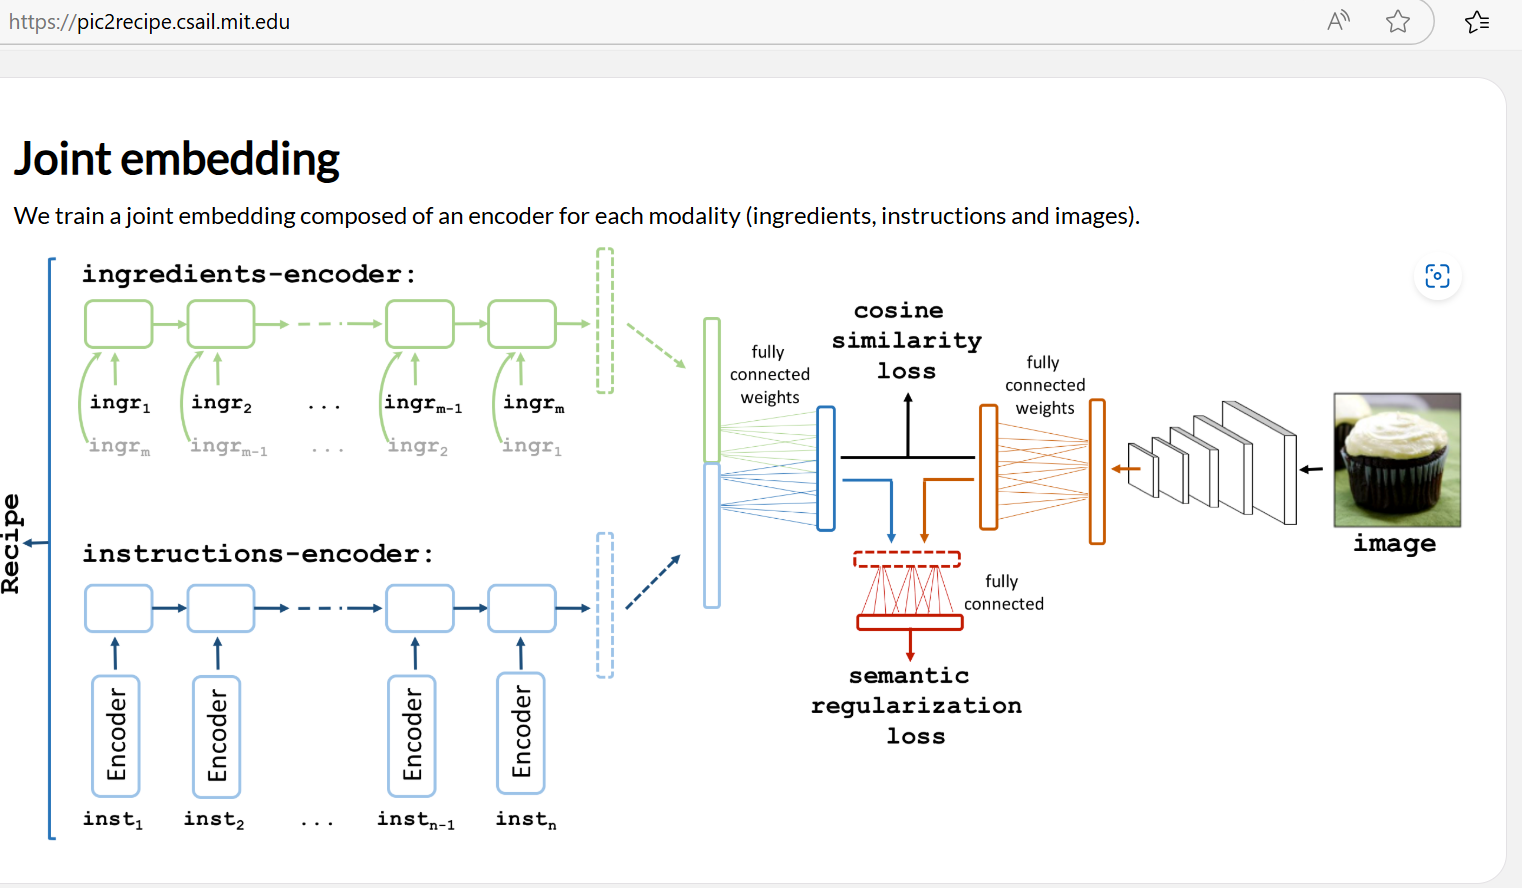 https://pic2recipe.csail.mit.edu
Joint embedding
We train a joint embedding composed of an encoder for each modality (ingredients, instructions and images).
Recipe
ingredients-encoder:
ingr1 ingr2 ... ingrm-1 ingrm
ingrm ingrm-1 ... ingr2 ingr1
instructions-encoder:
Encoder Encoder Encoder Encoder
inst1 inst2 ... instn-1 instn
fully
connected
weights
cosine
similarity
loss
fully
connected
weights
image
fully
connected
semantic
regularization
loss